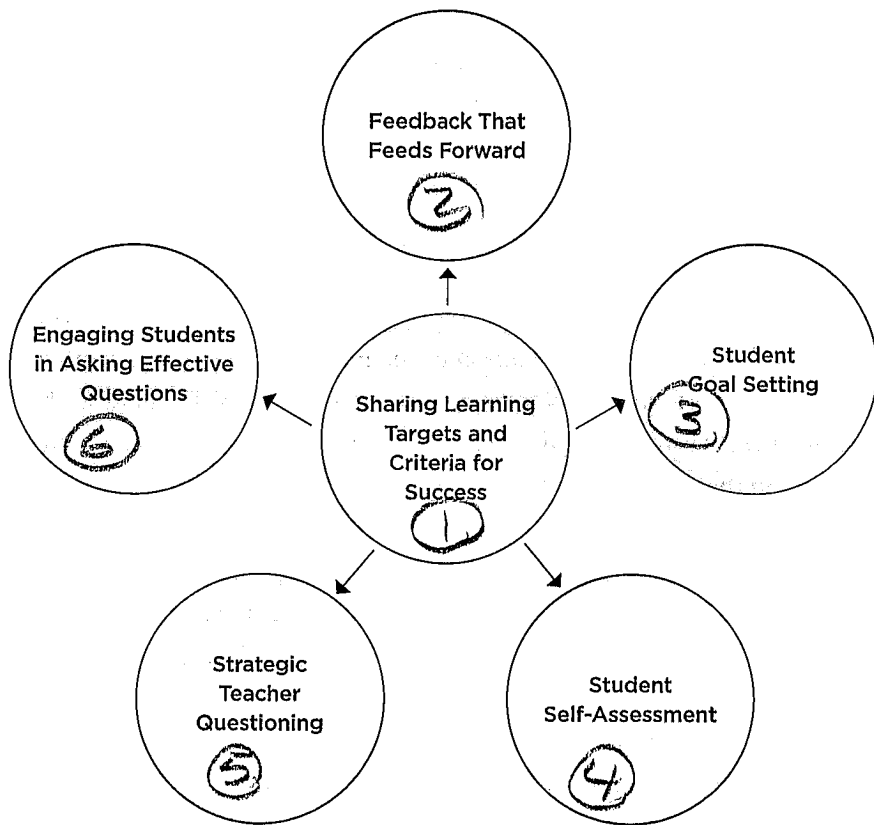 Feedback That
Feeds Forward
2
Engaging Students
in Asking Effective
Questions
6
Sharing Learning
Targets and
Criteria for
Success
1
Student
Goal Setting
3
Strategic
Teacher
Questioning
5
Student
Self-Assessment
4